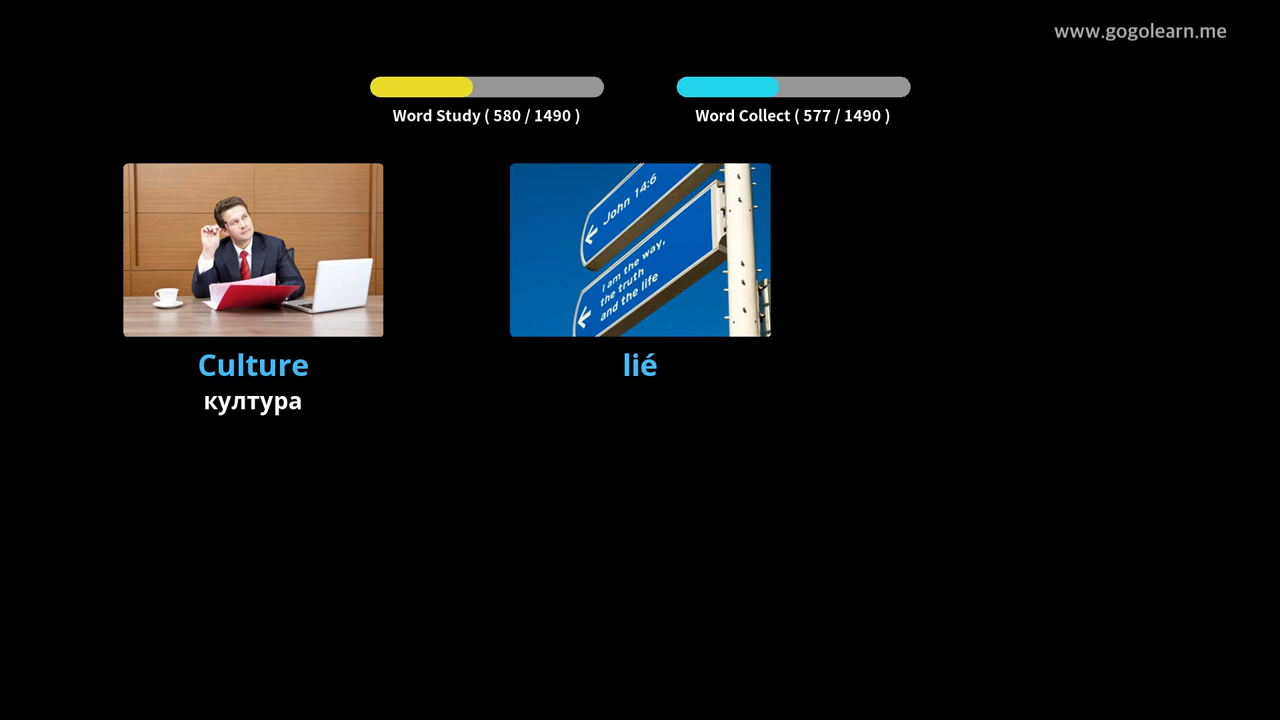 www.gogolearn.me
Word Study ( 580 / 1490 )
Word Collect ( 577 / 1490 )
John 14:6
I am the way,
the truth
and the life
Culture
култура
lié